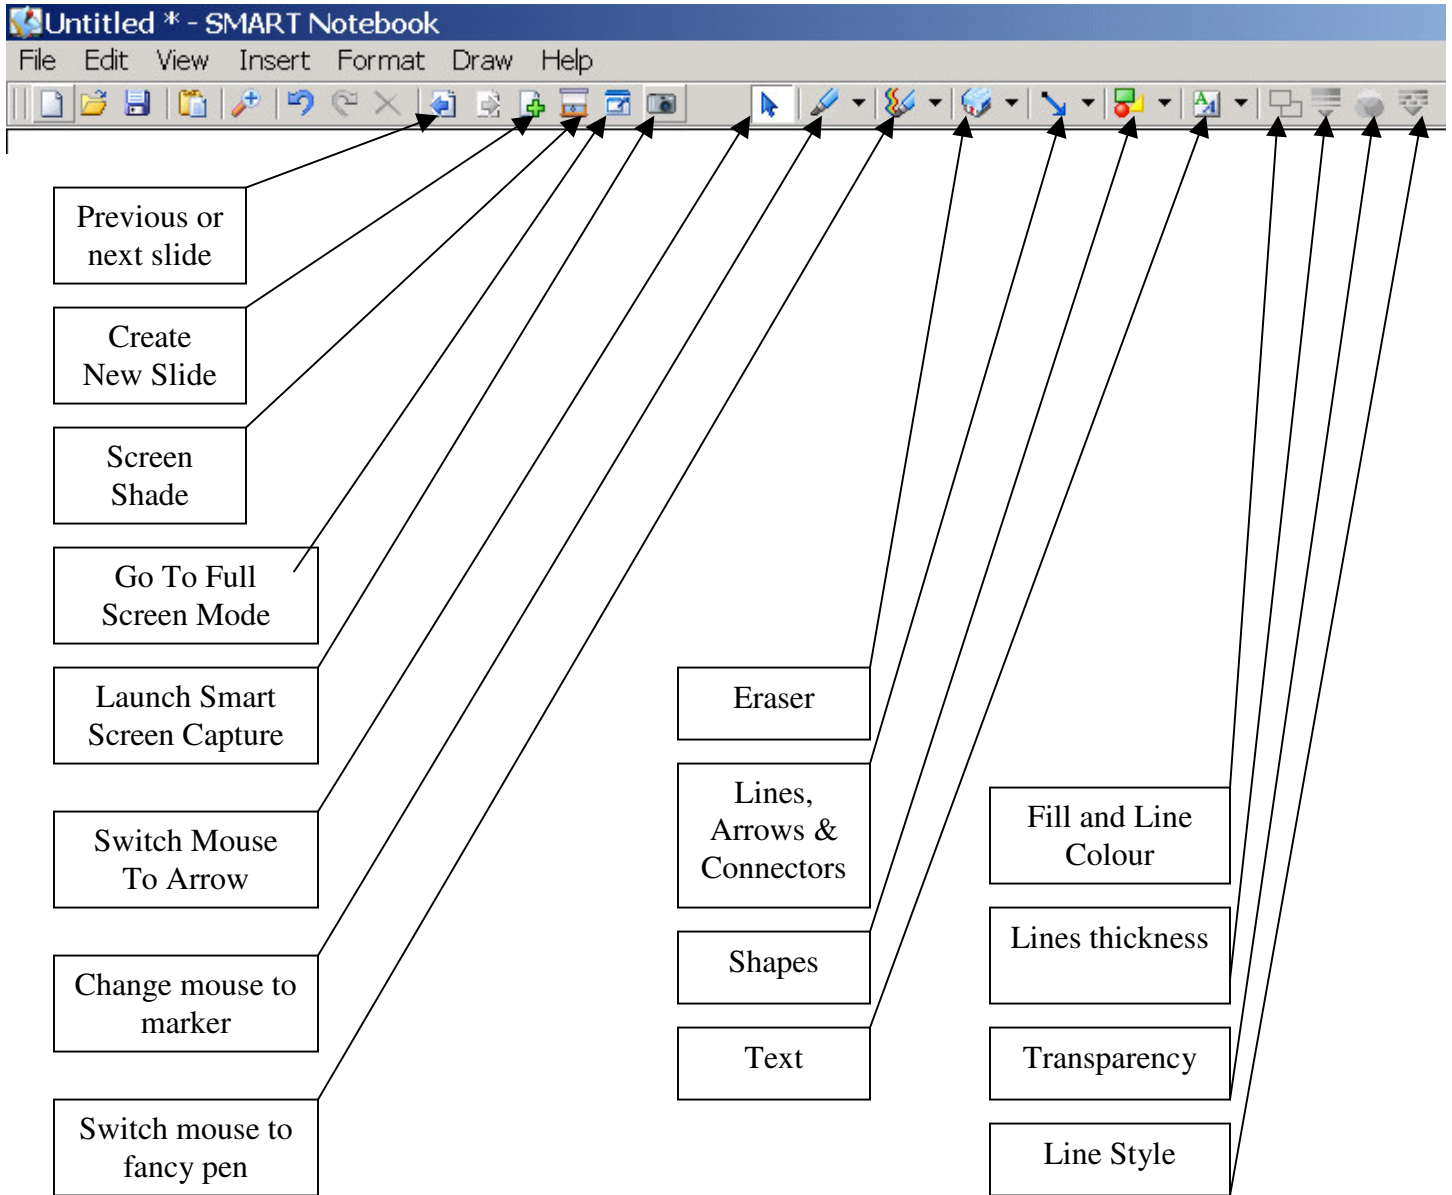 Untitled * - SMART Notebook
File Edit View Insert Format Draw Help
Previous or
next slide
Create
New Slide
Screen
Shade
Go To Full
Screen Mode
Launch Smart
Screen Capture
Switch Mouse
To Arrow
Change mouse to
marker
Switch mouse to
fancy pen
Eraser
Lines,
Arrows &
Connectors
Shapes
Text
Fill and Line
Colour
Lines thickness
Transparency
Line Style